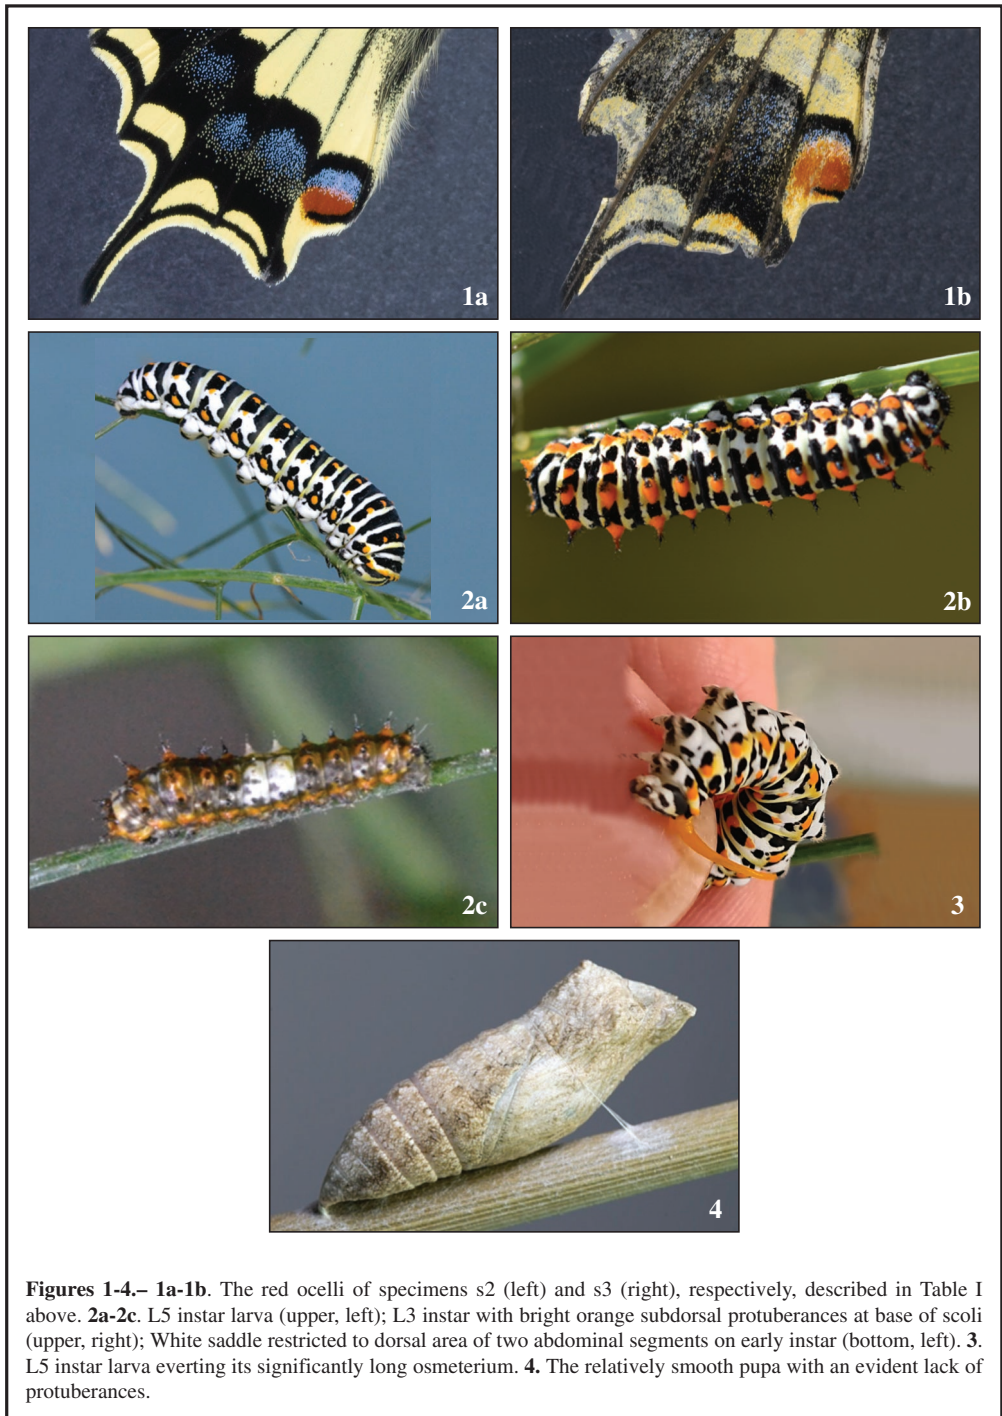 1a
1b
2a
2b
2c
3
4
Figures 1-4.– 1a-1b. The red ocelli of specimens s2 (left) and s3 (right), respectively, described in Table I
above. 2a-2c. L5 instar larva (upper, left); L3 instar with bright orange subdorsal protuberances at base of scoli
(upper, right); White saddle restricted to dorsal area of two abdominal segments on early instar (bottom, left). 3.
L5 instar larva everting its significantly long osmeterium. 4. The relatively smooth pupa with an evident lack of
protuberances.